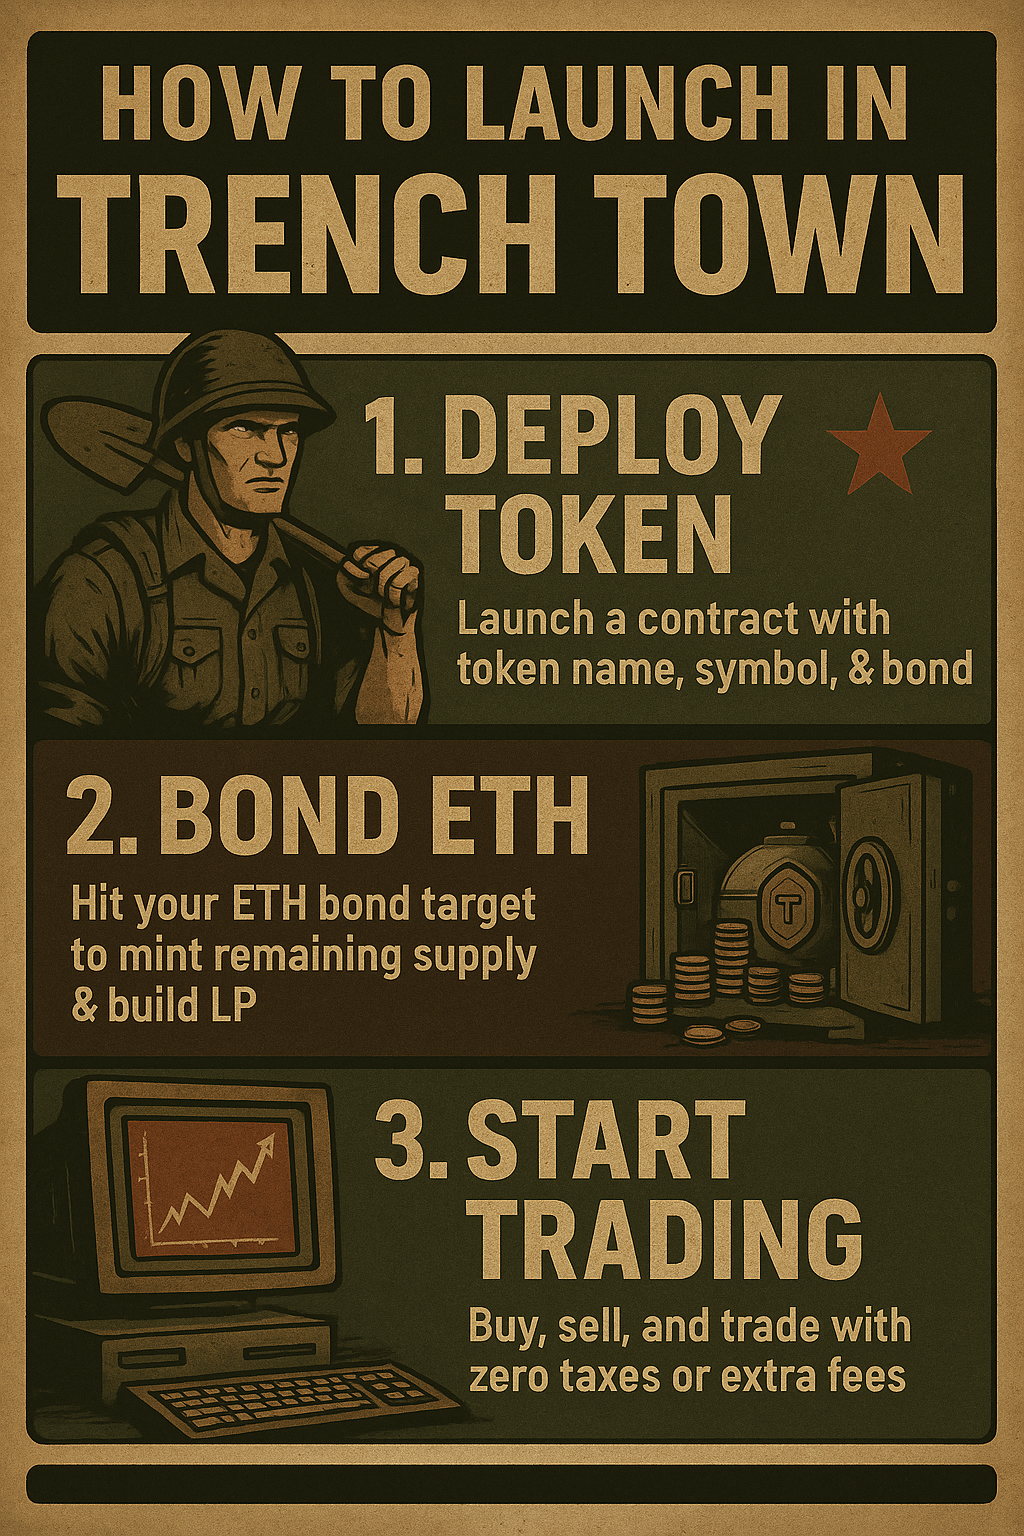 HOW TO LAUNCH IN
TRENCH TOWN
1. DEPLOY
TOKEN
Launch a contract with
token name, symbol, & bond
2. BOND ETH
Hit your ETH bond target
to mint remaining supply
& build LP
T
3. START
TRADING
Buy, sell, and trade with
zero taxes or extra fees